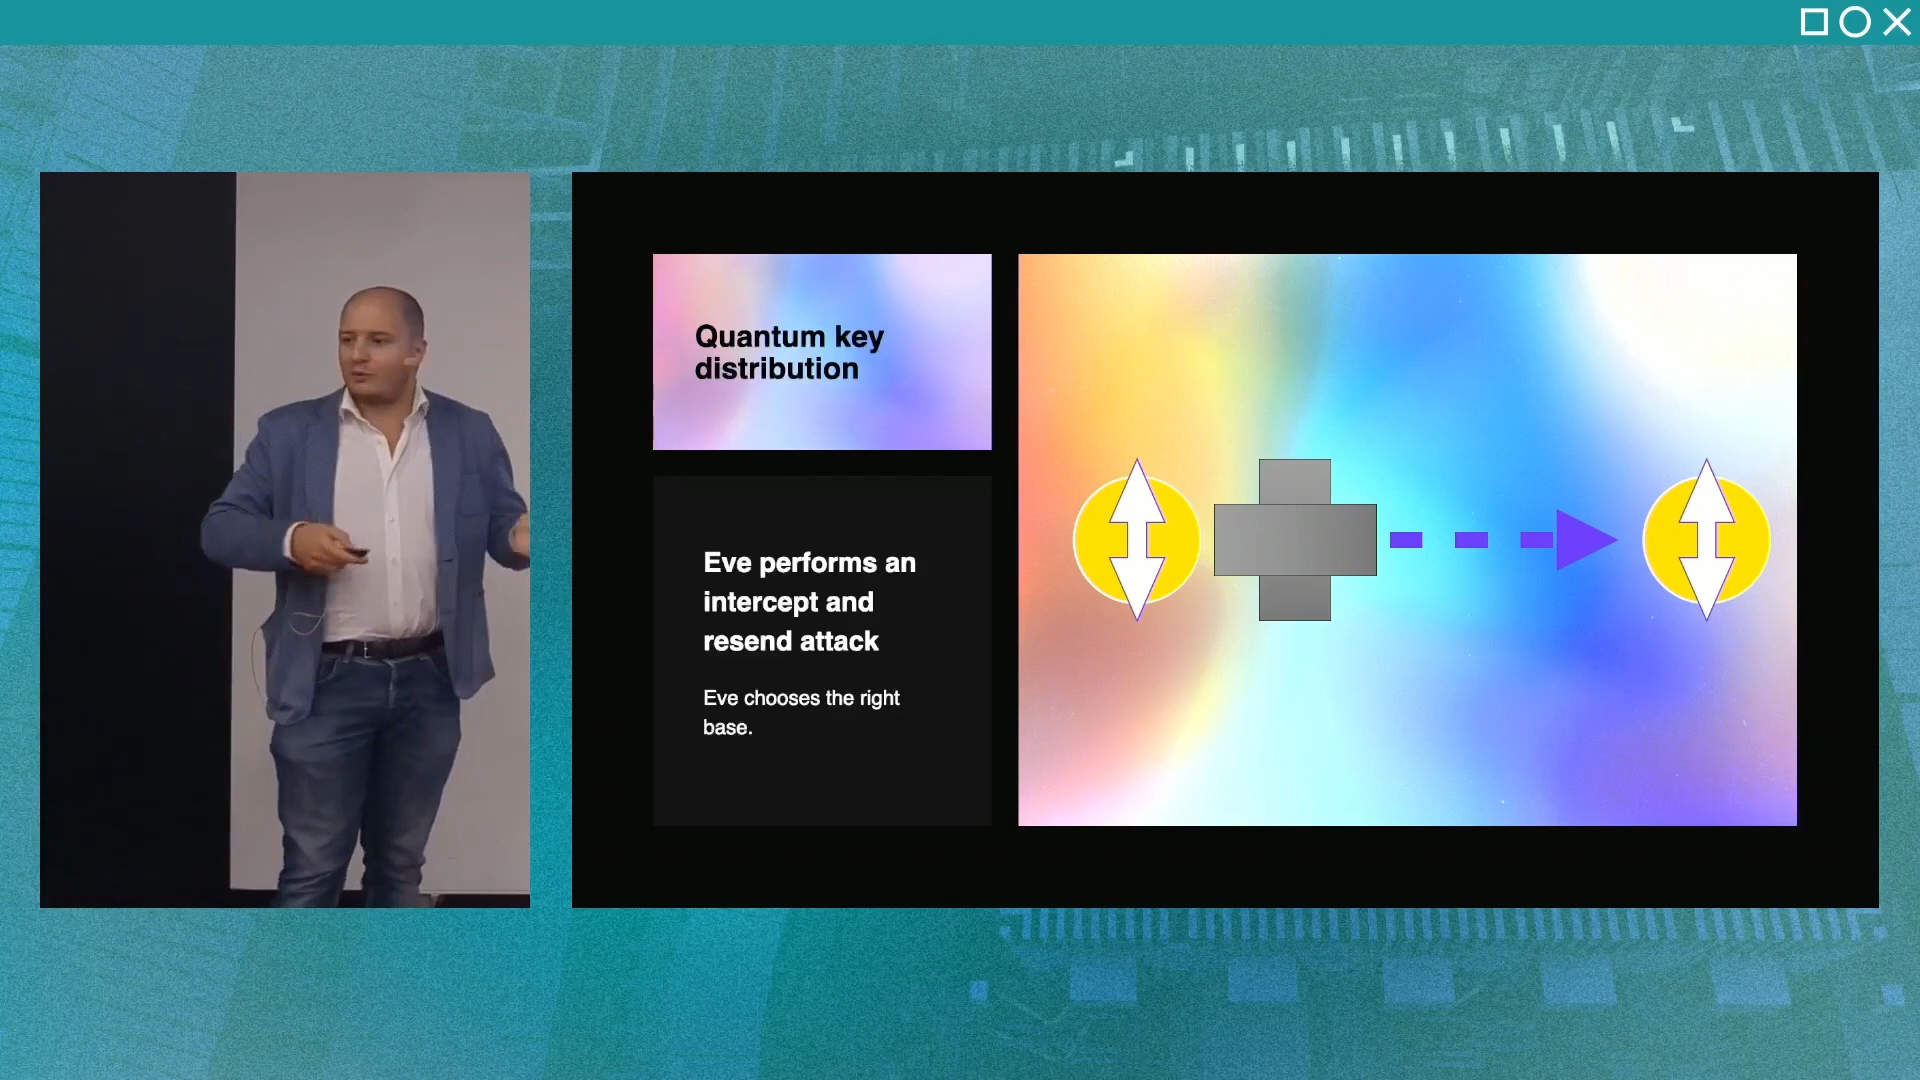 Quantum key
distribution
Eve performs an
intercept and
resend attack
Eve chooses the right
base.